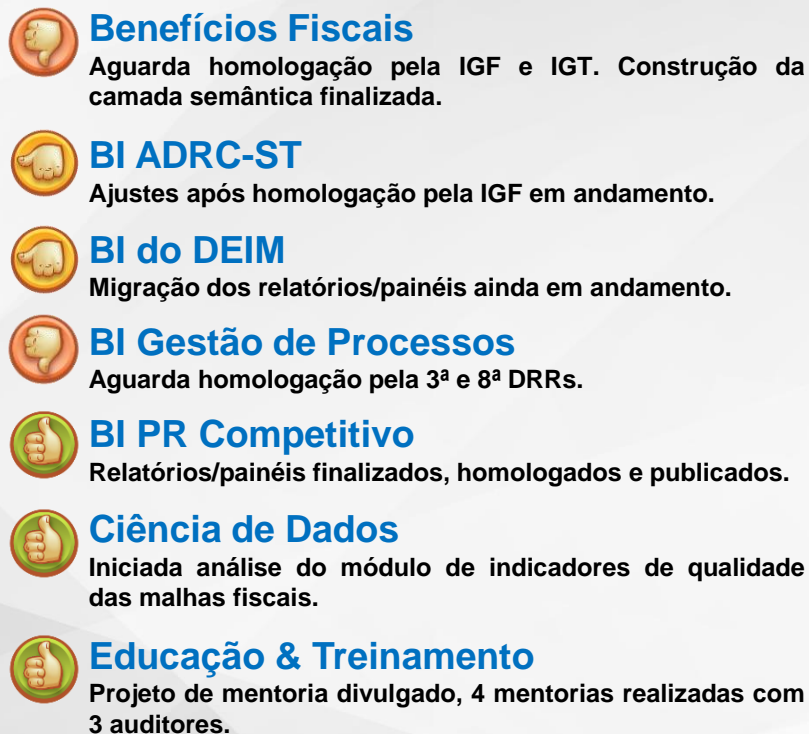 Benefícios Fiscais
Aguarda homologação pela IGF e IGT. Construção da
camada semântica finalizada.
BI ADRC-ST
Ajustes após homologação pela IGF em andamento.
BI do DEIM
Migração dos relatórios/painéis ainda em andamento.
BI Gestão de Processos
Aguarda homologação pela 3ª e 8ª DRRs.
BI PR Competitivo
Relatórios/painéis finalizados, homologados e publicados.
Ciência de Dados
Iniciada análise do módulo de indicadores de qualidade
das malhas fiscais.
Educação & Treinamento
Projeto de mentoria divulgado, 4 mentorias realizadas com
3 auditores.